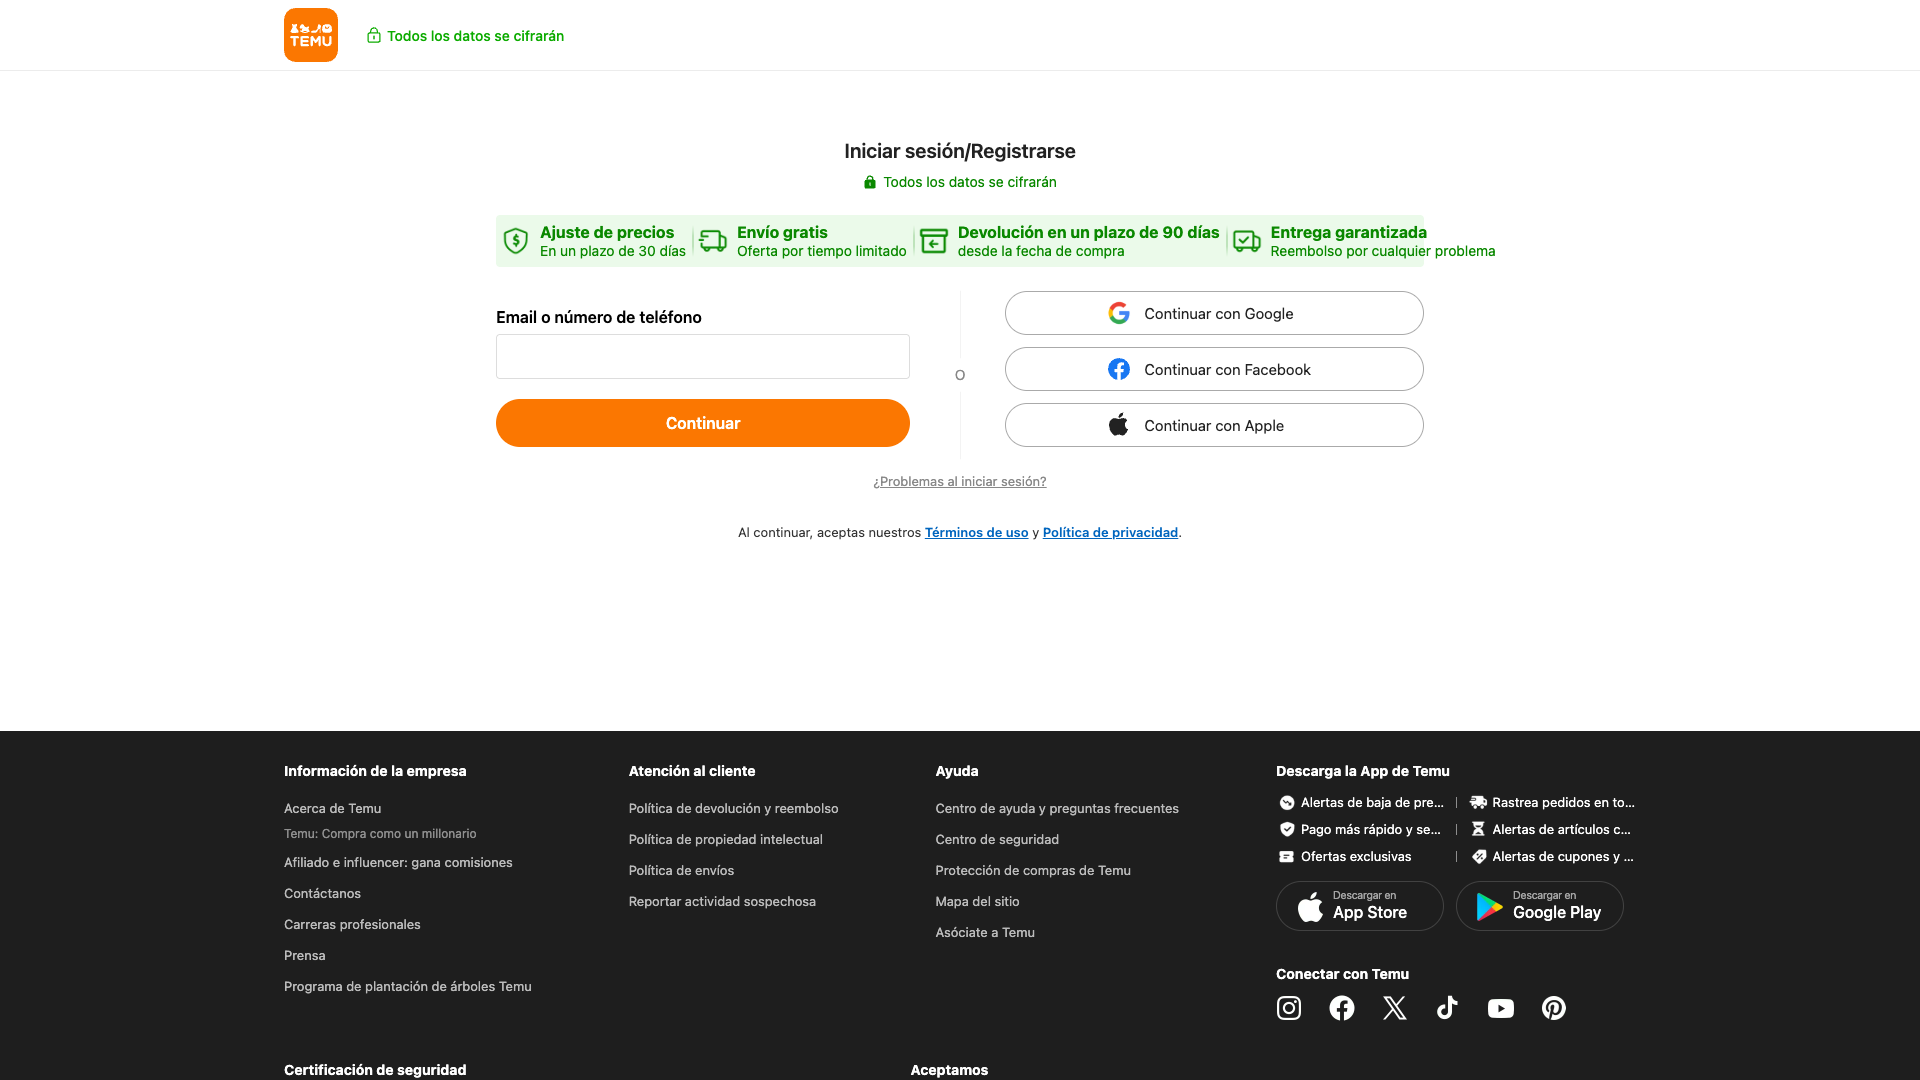 TEMU
Todos los datos se cifrarán
Iniciar sesión/Registrarse
Todos los datos se cifrarán
Ajuste de precios
En un plazo de 30 días
Envío gratis
Oferta por tiempo limitado
Devolución en un plazo de 90 días
desde la fecha de compra
Entrega garantizada
Reembolso por cualquier problema
Email o número de teléfono
Continuar
O
Continuar con Google
Continuar con Facebook
Continuar con Apple
¿Problemas al iniciar sesión?
Al continuar, aceptas nuestros Términos de uso y Política de privacidad.
Información de la empresa
Acerca de Temu
Temu: Compra como un millonario
Afiliado e influencer: gana comisiones
Contáctanos
Carreras profesionales
Prensa
Programa de plantación de árboles Temu
Atención al cliente
Política de devolución y reembolso
Política de propiedad intelectual
Política de envíos
Reportar actividad sospechosa
Ayuda
Centro de ayuda y preguntas frecuentes
Centro de seguridad
Protección de compras de Temu
Mapa del sitio
Asóciate a Temu
Descarga la App de Temu
Alertas de baja de pre...
Rastrea pedidos en to...
Pago más rápido y se...
Alertas de artículos c...
Ofertas exclusivas
Alertas de cupones y ...
Descargar en
App Store
Descargar en
Google Play
Conectar con Temu
Certificación de seguridad
Aceptamos